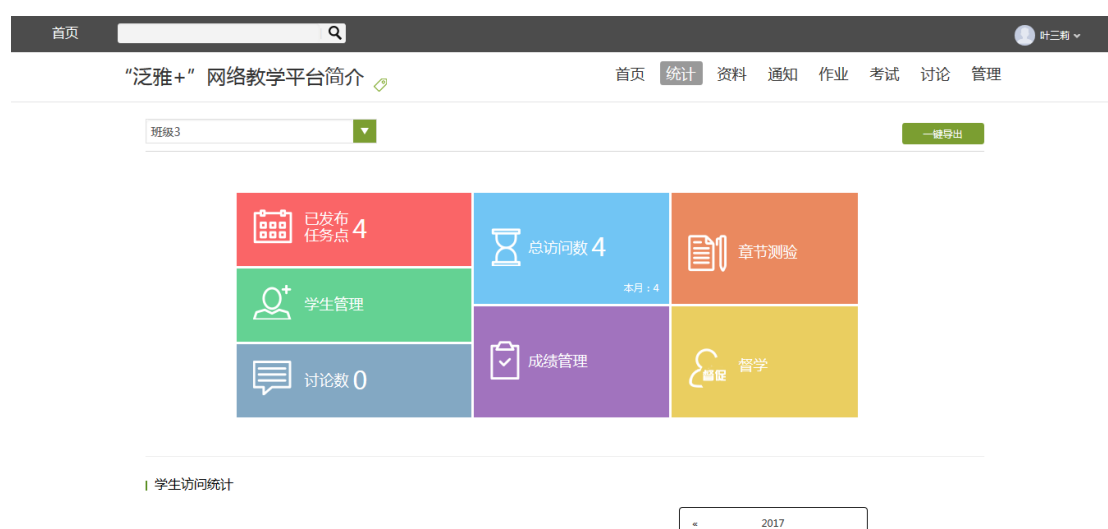 首页
叶三莉
“泛雅+”网络教学平台简介
首页 统计 资料 通知 作业 考试 讨论 管理
班级3
一键导出
已发布
任务点 4
学生管理
讨论数 0
总访问数 4
本月：4
成绩管理
章节测验
督促
督学
学生访问统计
« 2017